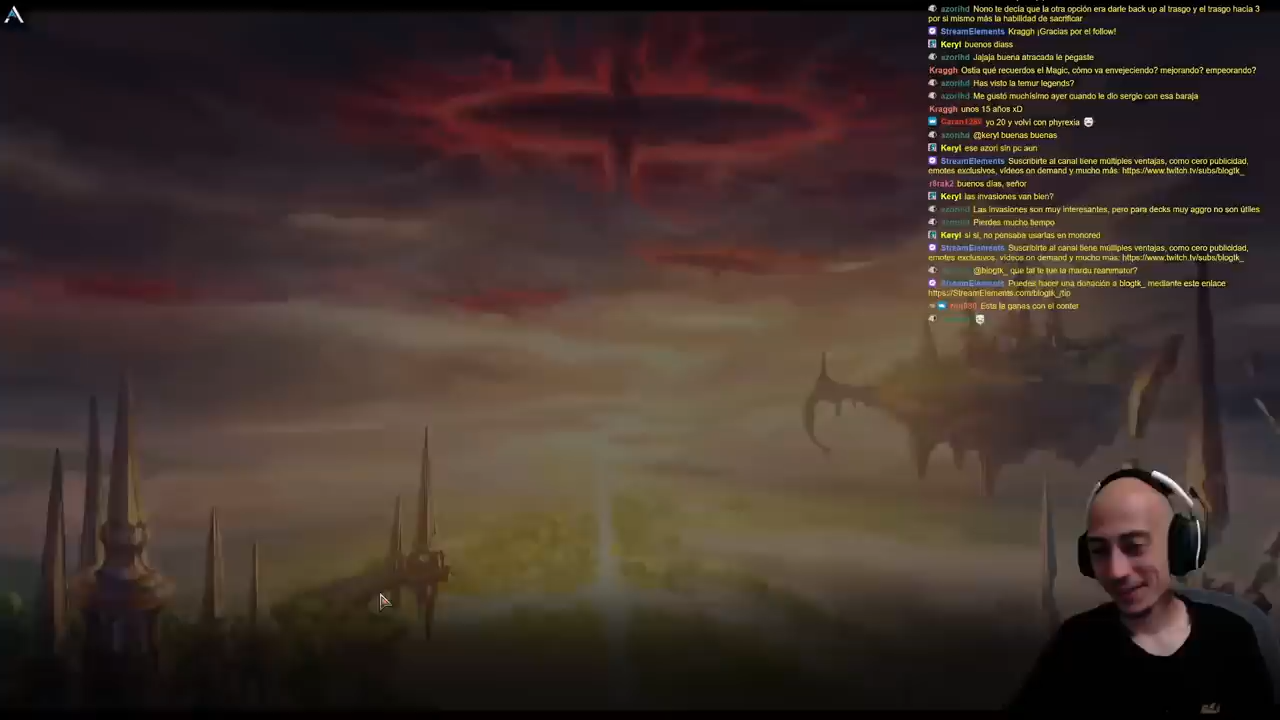 azorihd Nono te decía que la otra opción era darle back up al trasgo y el trasgo hacia 3
por si mismo más la habilidad de sacrificar
StreamElements Kraggh ¡Gracias por el follow!
Keryl buenos diass
azorihd Jajaja buena atracada le pegaste
Kraggh Ostia qué recuerdos el Magic, cómo va envejeciendo? mejorando? empeorando?
azorihd Has visto la temur legends?
azorihd Me gustó muchísimo ayer cuando le dio sergio con esa baraja
Kraggh unos 15 años xD
yo 20 y volvi con phyrexia
azorihd @keryl buenas buenas
Keryl ese azori sin pc aun
StreamElements Suscribirte al canal tiene múltiples ventajas, como cero publicidad,
emotes exclusivos, vídeos on demand y mucho más: https://www.twitch.tv/subs/blogtk_
r8rak2 buenos días, señor
Keryl las invasiones van bien?
azorihd Las invasiones son muy interesantes, pero para decks muy aggro no son útiles
azorihd Pierdes mucho tiempo
Keryl si si, no pensaba usarlas en monored
StreamElements Suscribirte al canal tiene múltiples ventajas, como cero publicidad,
emotes exclusivos, vídeos on demand y mucho más: https://www.twitch.tv/subs/blogtk_
@blogtk_ que tal te fue la mardu reanimator?
StreamElements Puedes hacer una donación a blogtk_ mediante este enlace
https://StreamElements.com/blogtk_/tip
Esta la ganas con el conter